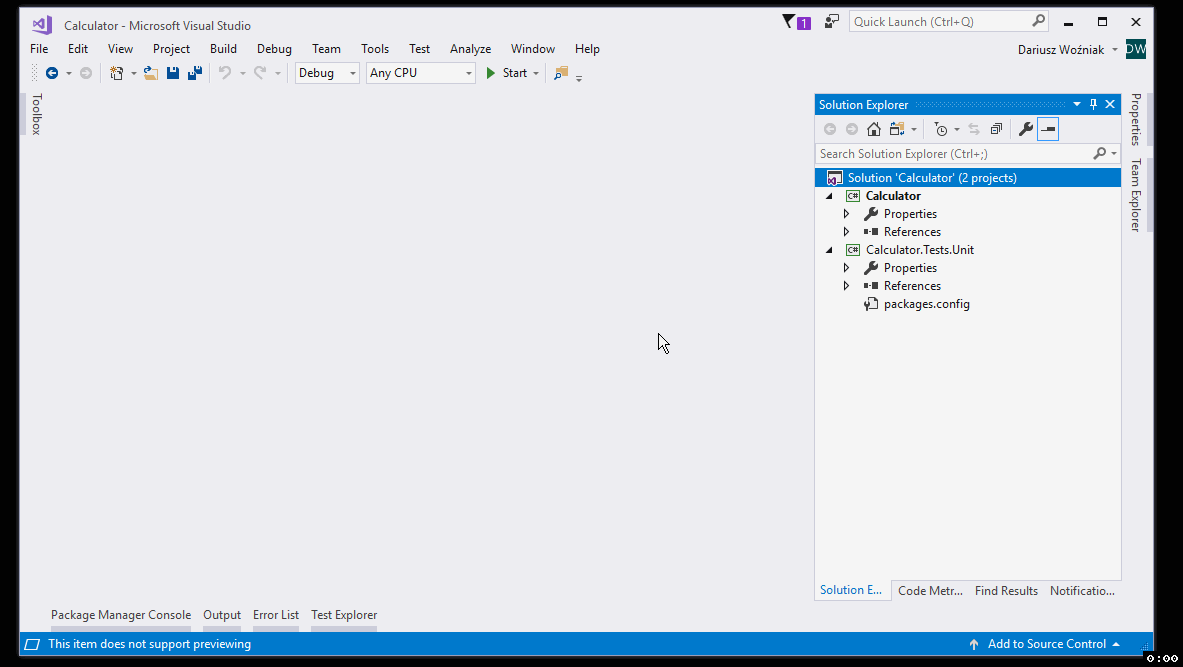 Calculator - Microsoft Visual Studio
1
Quick Launch (Ctrl+Q)
File Edit View Project Build Debug Team Tools Test Analyze Window Help
Dariusz Woźniak DW
Debug Any CPU Start
Toolbox
Solution Explorer
Search Solution Explorer (Ctrl+;)
Solution 'Calculator' (2 projects)
C# Calculator
Properties
References
C# Calculator.Tests.Unit
Properties
References
packages.config
Properties
Team Explorer
Solution E... Code Metr... Find Results Notificatio...
Package Manager Console Output Error List Test Explorer
This item does not support previewing
Add to Source Control
0:00